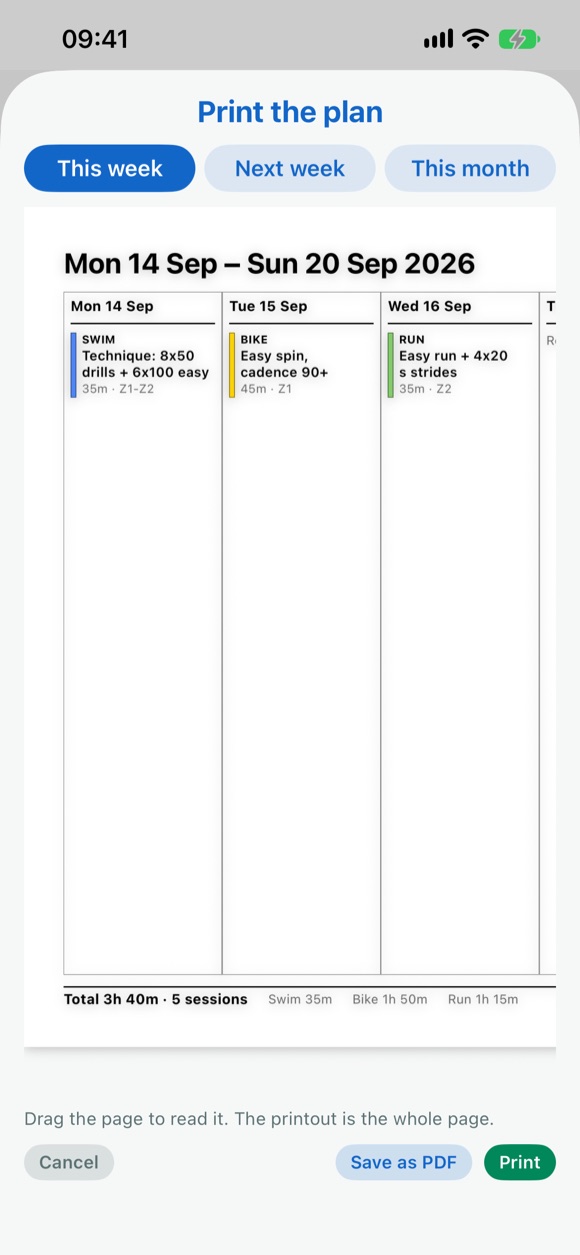 09:41
Print the plan
This week
Next week
This month
Mon 14 Sep – Sun 20 Sep 2026
Mon 14 Sep
SWIM
Technique: 8x50
drills + 6x100 easy
35m · Z1-Z2
Tue 15 Sep
BIKE
Easy spin,
cadence 90+
45m · Z1
Wed 16 Sep
RUN
Easy run + 4x20
s strides
35m · Z2
T
Total 3h 40m · 5 sessions
Swim 35m
Bike 1h 50m
Run 1h 15m
Drag the page to read it. The printout is the whole page.
Cancel
Save as PDF
Print